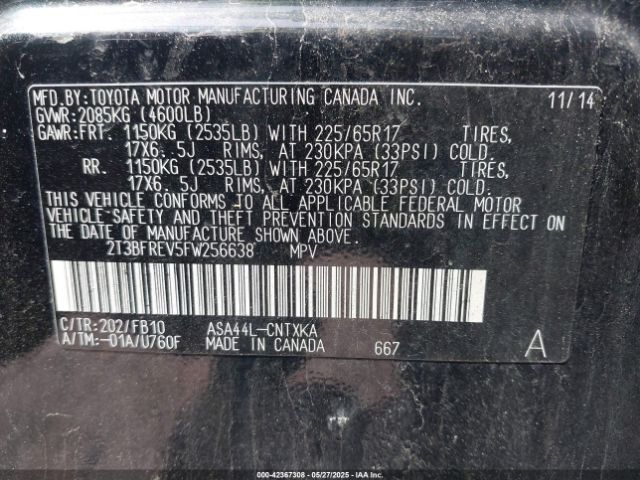 MFD.BY:TOYOTA MOTOR MANUFACTURING CANADA INC. 11/14
GVWR:2085KG (4600LB)
GAWR:FRT. 1150KG (2535LB) WITH 225/65R17 TIRES,
17X6. 5J RIMS, AT 230KPA (33PSI) COLD.
RR. 1150KG (2535LB) WITH 225/65R17 TIRES,
17X6. 5J RIMS, AT 230KPA (33PSI) COLD.
THIS VEHICLE CONFORMS TO ALL APPLICABLE FEDERAL MOTOR
VEHICLE SAFETY AND THEFT PREVENTION STANDARDS IN EFFECT ON
THE DATE OF MANUFACTURE SHOWN ABOVE.
2T3BFREV5FW256638 MPV
C/TR:202/FB10 ASA44L-CNTXKA
A/TM:-01A/U760F MADE IN CANADA 667 A
000-42367308 - 05/27/2025 - IAA Inc.